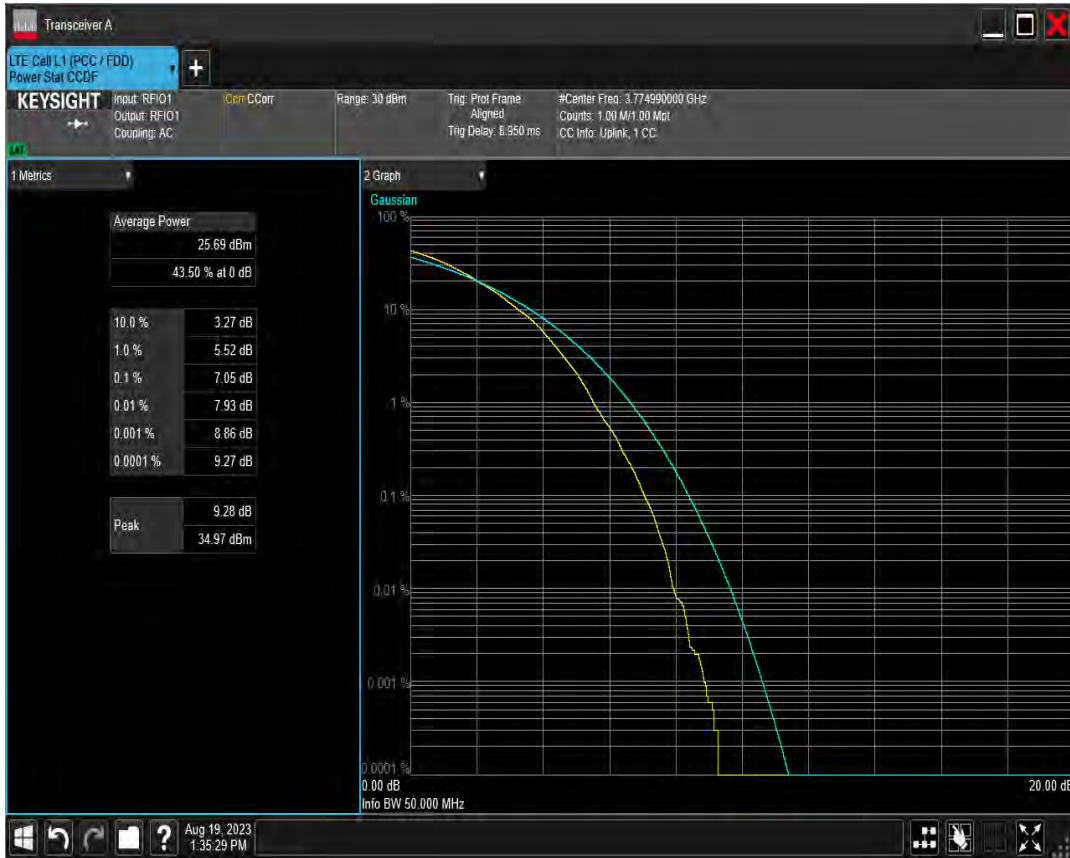 Transceiver A
LTE Cell L1 (PCC / FDD)
Power Stat CCDF
+
KEYSIGHT
Input: RFIO1
Output: RFIO1
Coupling: AC
Corr CCorr
Range: 30 dBm
Trig: Prot Frame
Aligned
Trig Delay: 8.950 ms
#Center Freq: 3.774990000 GHz
Counts: 1.00 M/1.00 Mpt
CC Info: Uplink, 1 CC
1 Metrics
Average Power
25.69 dBm
43.50 % at 0 dB
10.0 % 3.27 dB
1.0 % 5.52 dB
0.1 % 7.05 dB
0.01 % 7.93 dB
0.001 % 8.86 dB
0.0001 % 9.27 dB
Peak
9.28 dB
34.97 dBm
2 Graph
Gaussian
100 %
10 %
1 %
0.1 %
0.01 %
0.001 %
0.0001 %
0.00 dB
20.00 dB
Info BW 50.000 MHz
?
Aug 19, 2023
1:35:29 PM